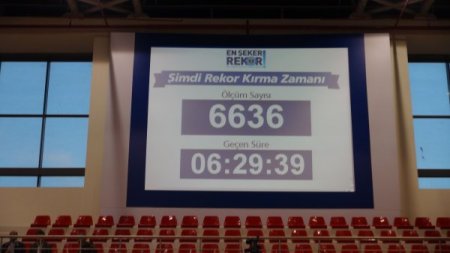 EN ŞEKER
REKOR
Şimdi Rekor Kırma Zamanı
Ölçüm Sayısı
6636
Geçen Süre
06:29:39